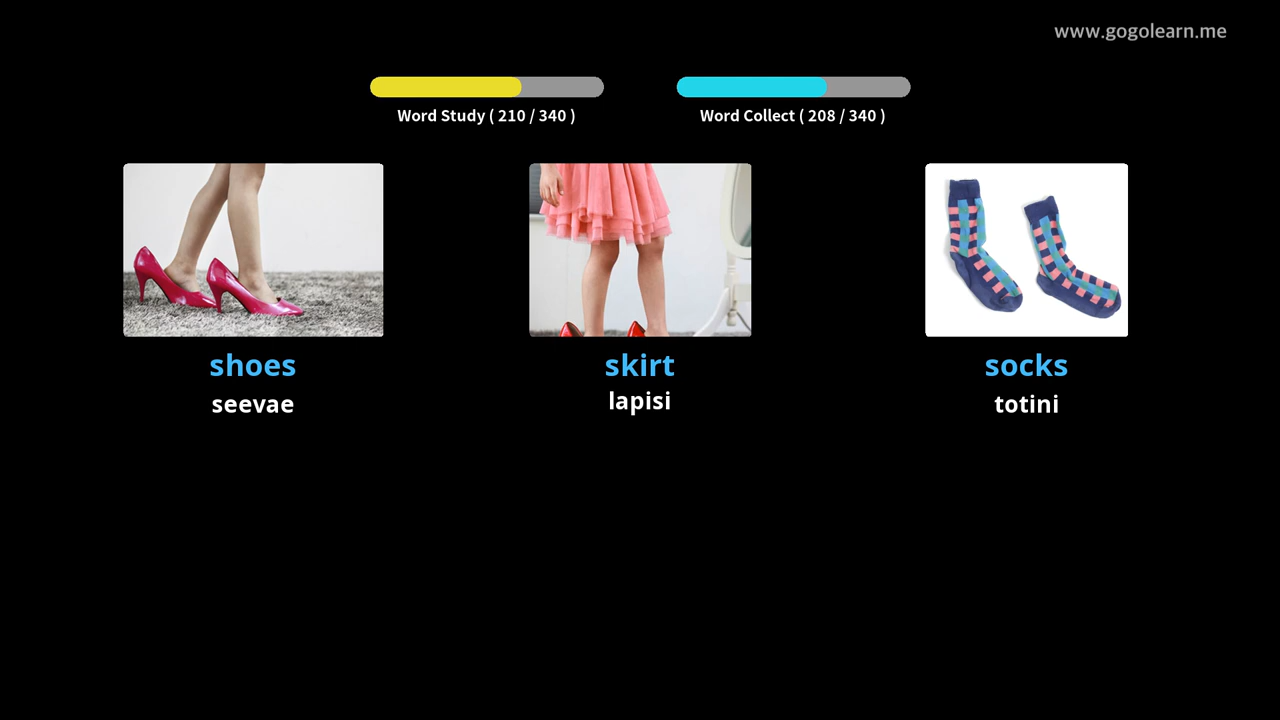 www.gogolearn.me
Word Study ( 210 / 340 )
Word Collect ( 208 / 340 )
shoes
seevae
skirt
lapisi
socks
totini